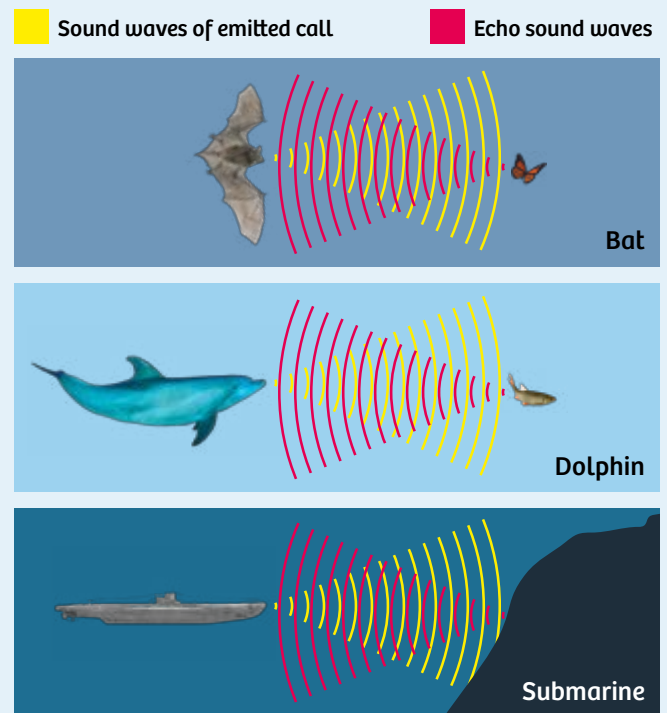 Sound waves of emitted call
Echo sound waves
Bat
Dolphin
Submarine